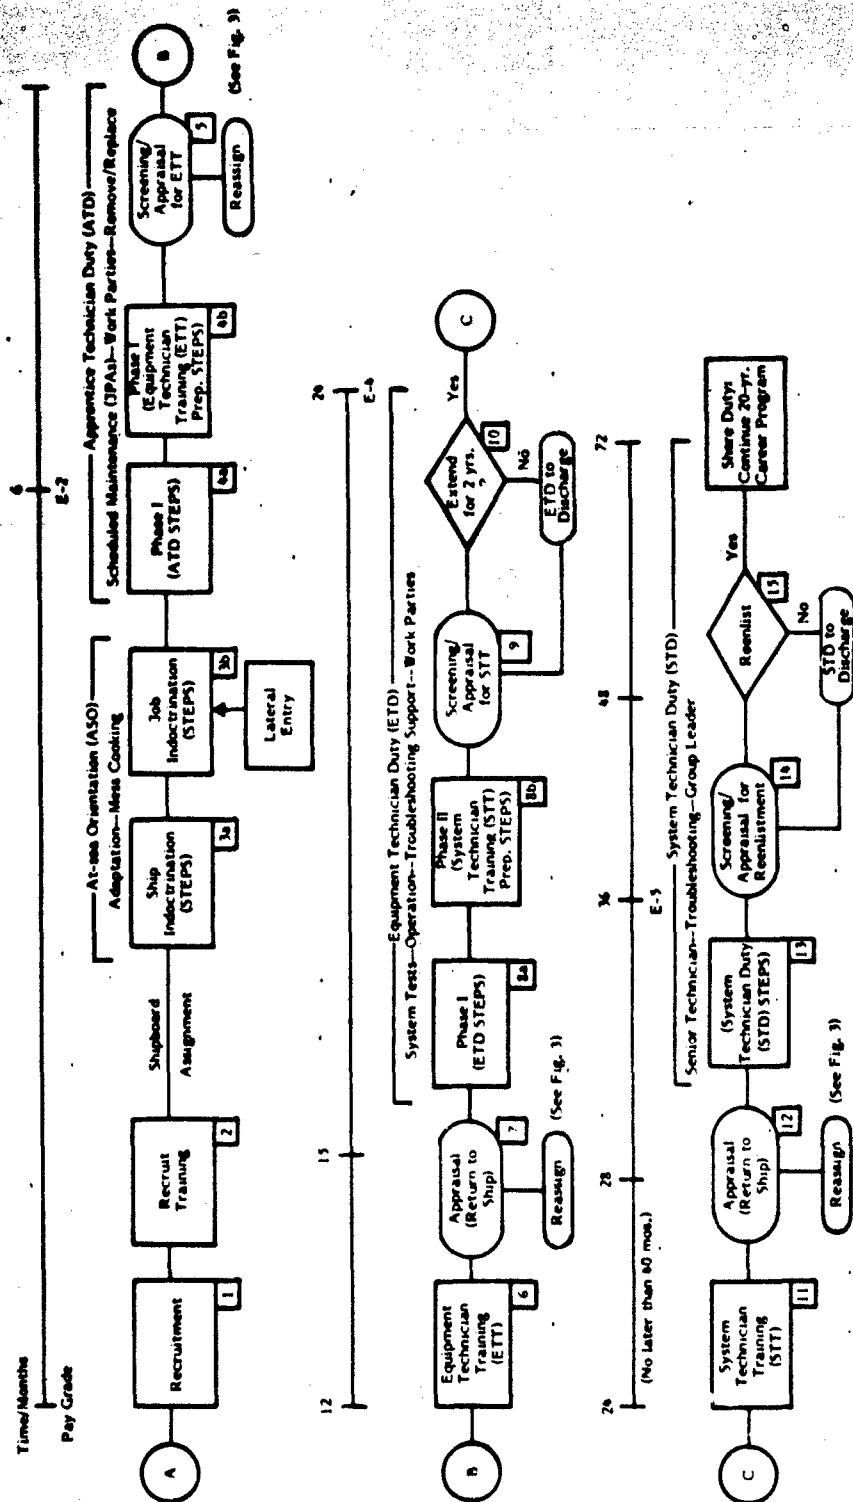 Time/Months
6
Pay Grade
E-2
At-sea Orientation (ASO)
Adaptation—Mess Cooking
Apprentice Technician Duty (ATD)
Scheduled Maintenance (JPAs)—Work Parties—Remove/Replace
A
Recruitment
1
Recruit
Training
2
Shipboard
Assignment
Ship
Indoctrination
(STEPS)
3a
Job
Indoctrination
(STEPS)
3b
Lateral
Entry
Phase I
(ATD STEPS)
4a
Phase I
(Equipment
Technician
Training (ETT)
Prep. STEPS)
4b
Screening/
Appraisal
for ETT
5
Reassign
(See Fig. 3)
B
12
15
24
E-4
Equipment Technician Duty (ETD)
System Tests—Operation—Troubleshooting Support—Work Parties
B
Equipment
Technician
Training
(ETT)
6
Appraisal
(Return to
Ship)
7
Reassign
(See Fig. 3)
Phase I
(ETD STEPS)
8a
Phase II
(System
Technician
Training (STT)
Prep. STEPS)
8b
Screening/
Appraisal
for STT
9
Extend
for 2 yrs.
?
10
Yes
No
ETD to
Discharge
C
24
28
36
48
72
(No later than 40 mos.)
E-5
System Technician Duty (STD)
Senior Technician—Troubleshooting—Group Leader
C
System
Technician
Training
(STT)
11
Appraisal
(Return to
Ship)
12
Reassign
(See Fig. 3)
(System
Technician Duty
(STD) STEPS)
13
Screening/
Appraisal for
Reenlistment
14
Reenlist
15
Yes
No
STD to
Discharge
Share Duty:
Continue 20-yr.
Career Program